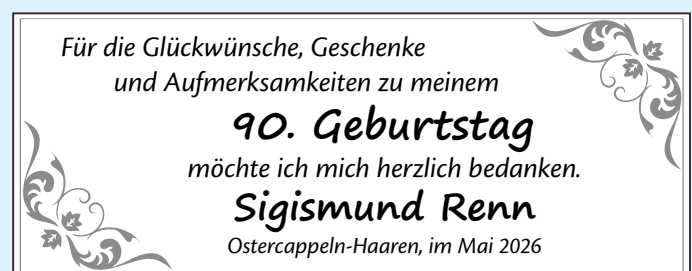 Für die Glückwünsche, Geschenke
und Aufmerksamkeiten zu meinem
90. Geburtstag
möchte ich mich herzlich bedanken.
Sigismund Renn
Ostercappeln-Haaren, im Mai 2026